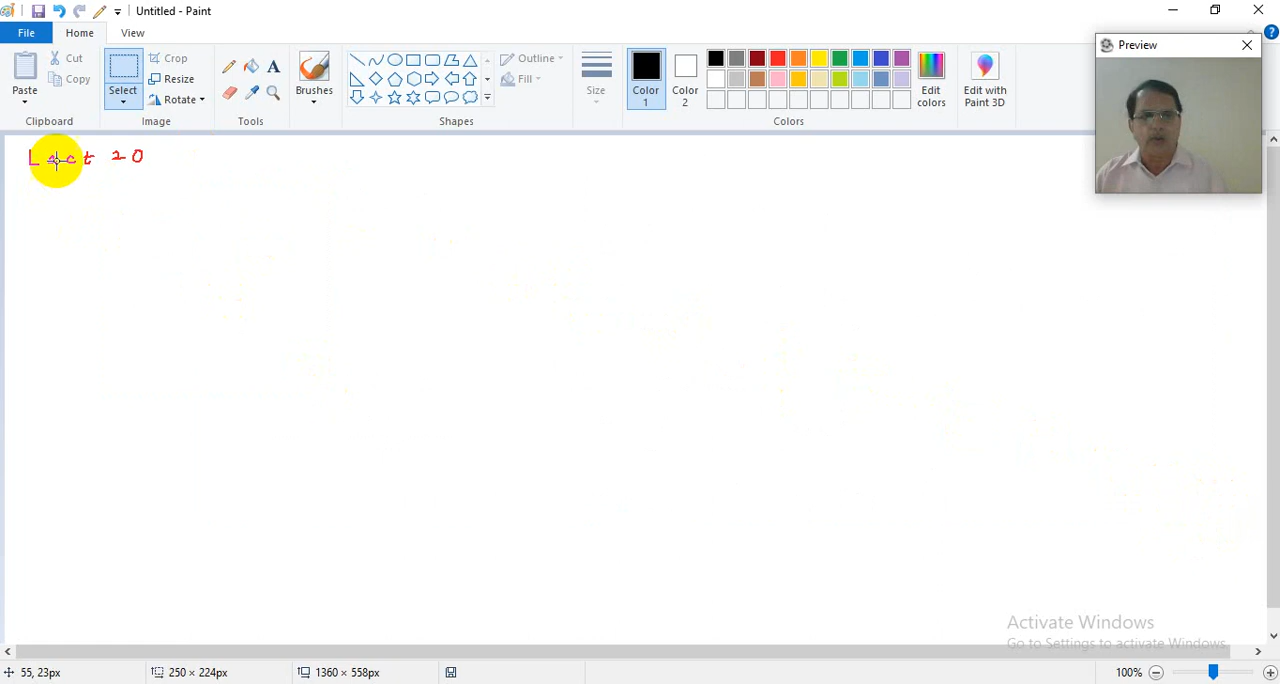 Untitled - Paint
File
Home
View
Paste
Cut
Copy
Clipboard
Select
Crop
Resize
Rotate
Image
Tools
Brushes
Shapes
Outline
Fill
Size
Color 1
Color 2
Edit colors
Colors
Edit with Paint 3D
Preview
Lect 20
Activate Windows
Go to Settings to activate Windows.
55, 23px
250 × 224px
1360 × 558px
100%